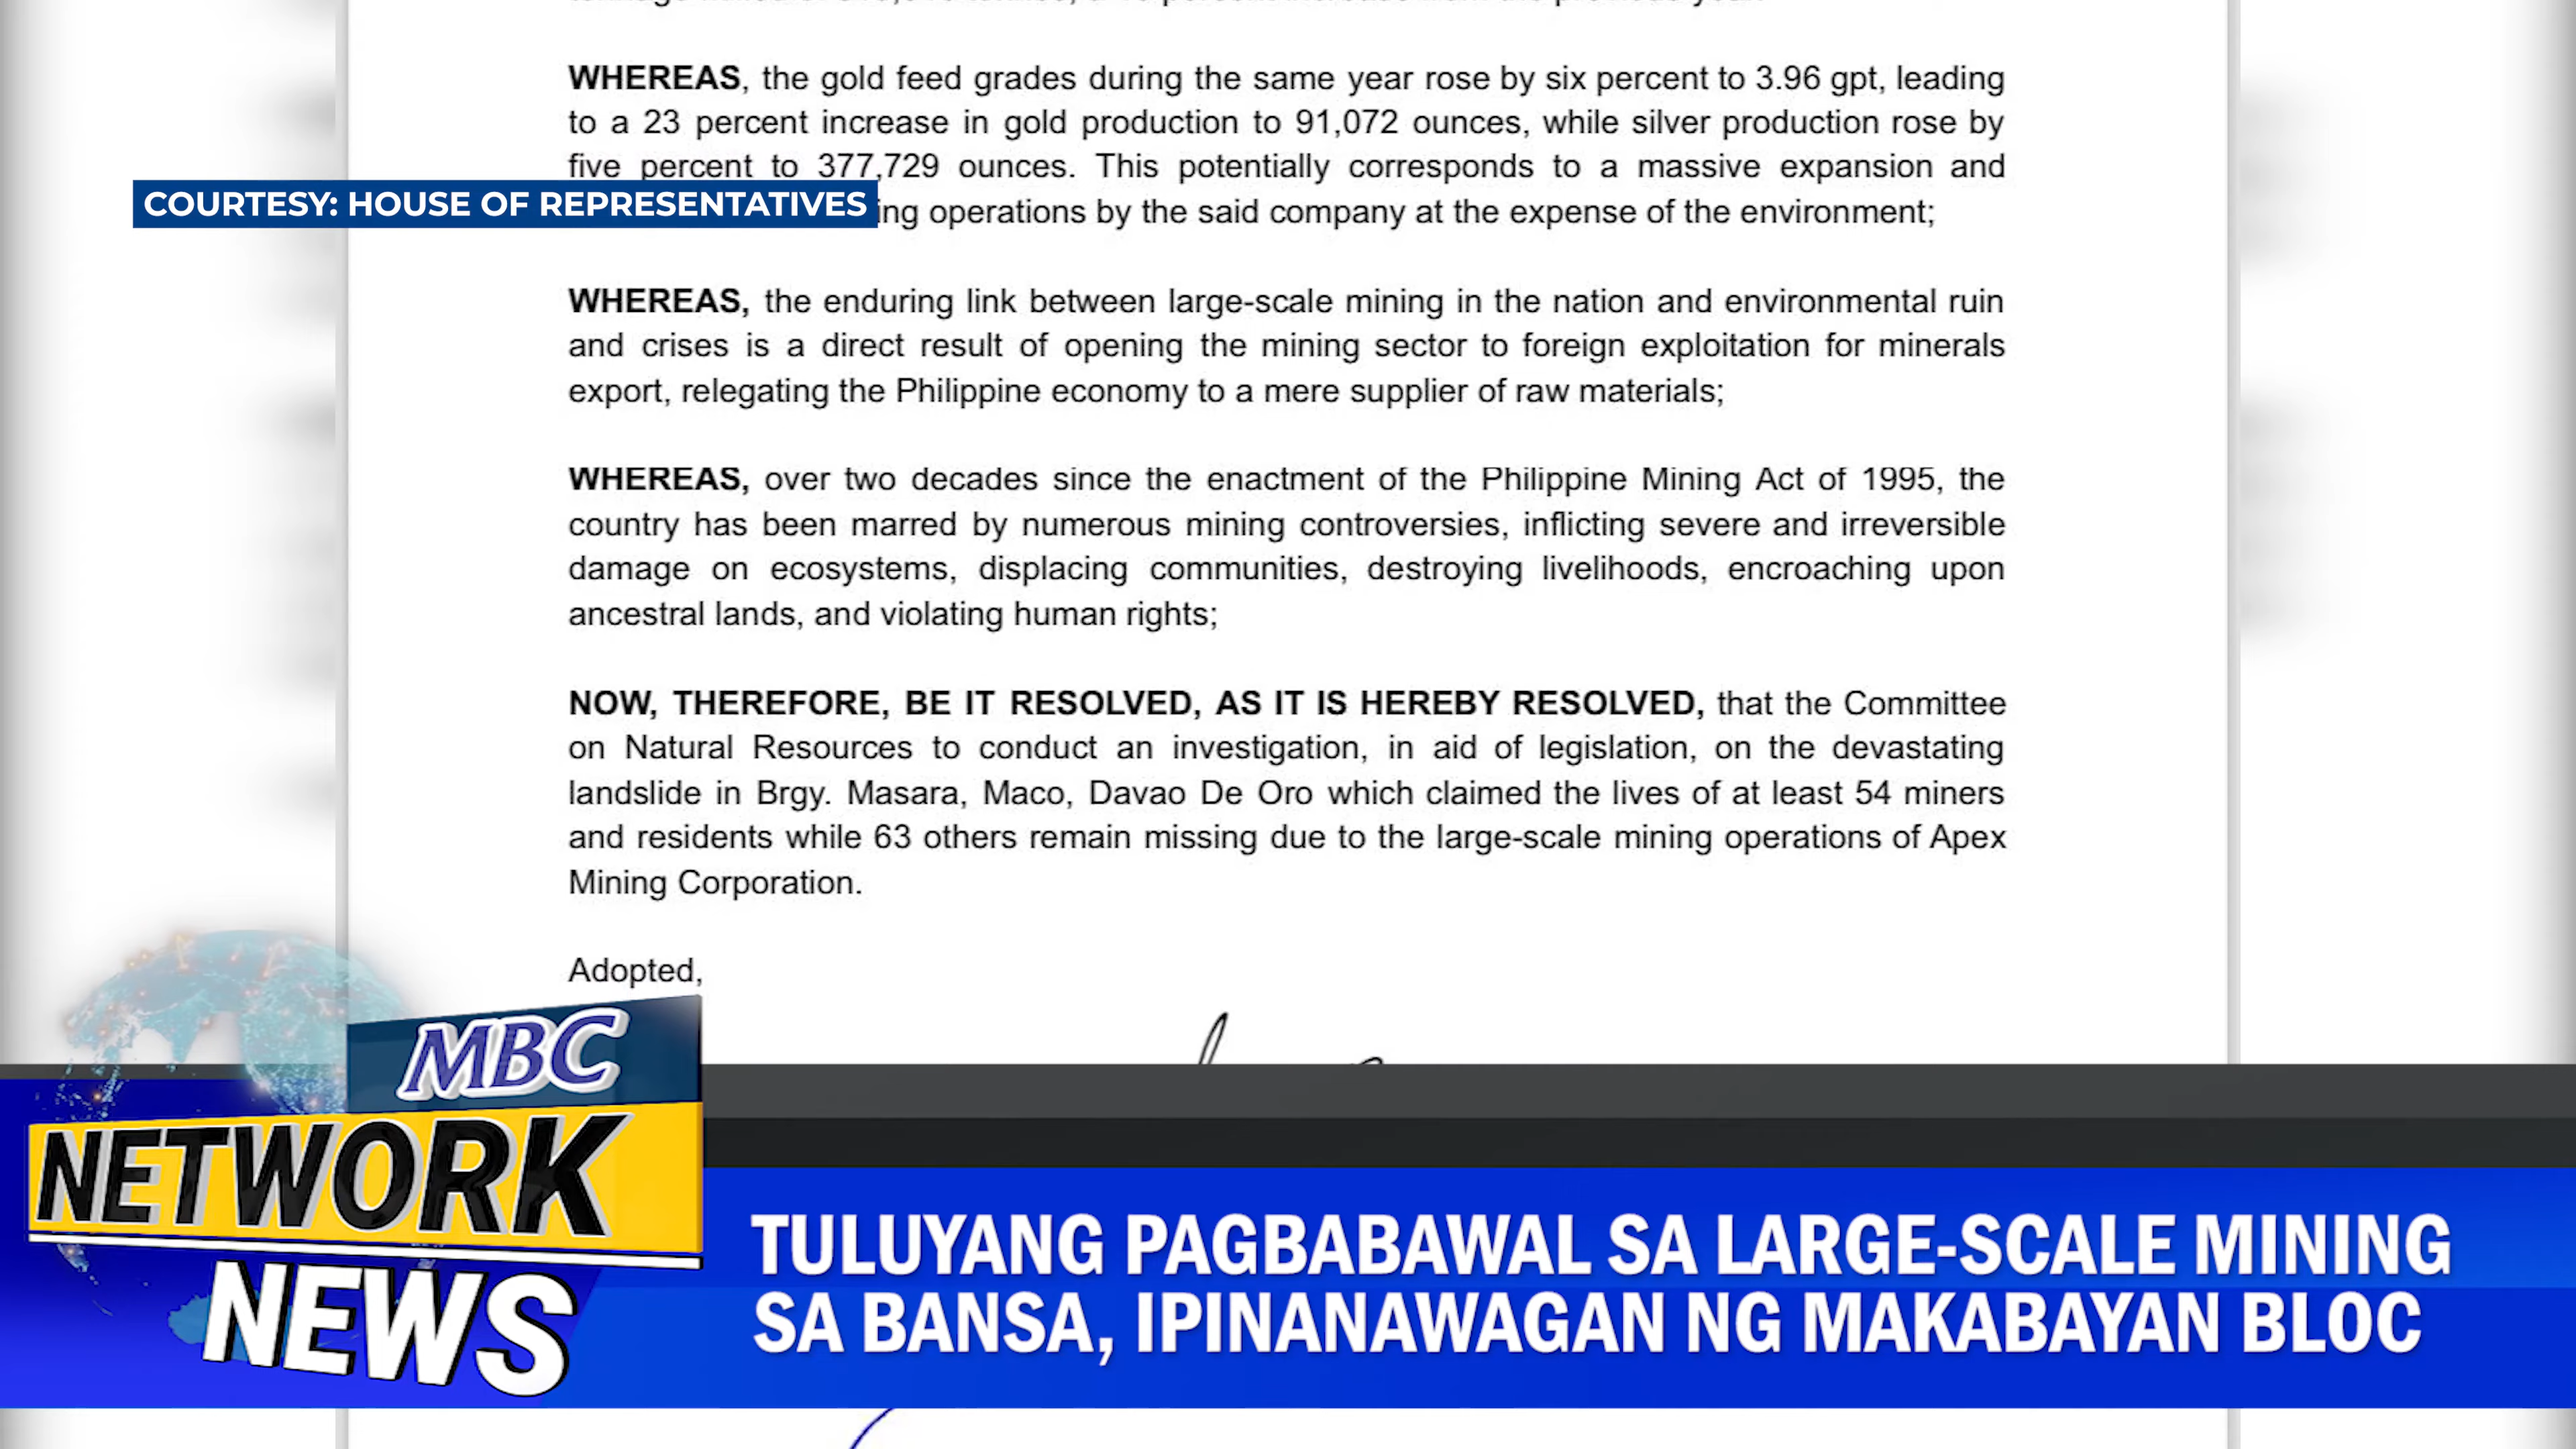 WHEREAS, the gold feed grades during the same year rose by six percent to 3.96 gpt, leading
to a 23 percent increase in gold production to 91,072 ounces, while silver production rose by
five percent to 377,729 ounces. This potentially corresponds to a massive expansion and
COURTESY: HOUSE OF REPRESENTATIVES
operations by the said company at the expense of the environment;
WHEREAS, the enduring link between large-scale mining in the nation and environmental ruin
and crises is a direct result of opening the mining sector to foreign exploitation for minerals
export, relegating the Philippine economy to a mere supplier of raw materials;
WHEREAS, over two decades since the enactment of the Philippine Mining Act of 1995, the
country has been marred by numerous mining controversies, inflicting severe and irreversible
damage on ecosystems, displacing communities, destroying livelihoods, encroaching upon
ancestral lands, and violating human rights;
NOW, THEREFORE, BE IT RESOLVED, AS IT IS HEREBY RESOLVED, that the Committee
on Natural Resources to conduct an investigation, in aid of legislation, on the devastating
landslide in Brgy. Masara, Maco, Davao De Oro which claimed the lives of at least 54 miners
and residents while 63 others remain missing due to the large-scale mining operations of Apex
Mining Corporation.
Adopted,
MBC
NETWORK
NEWS
TULUYANG PAGBABAWAL SA LARGE-SCALE MINING
SA BANSA, IPINANAWAGAN NG MAKABAYAN BLOC